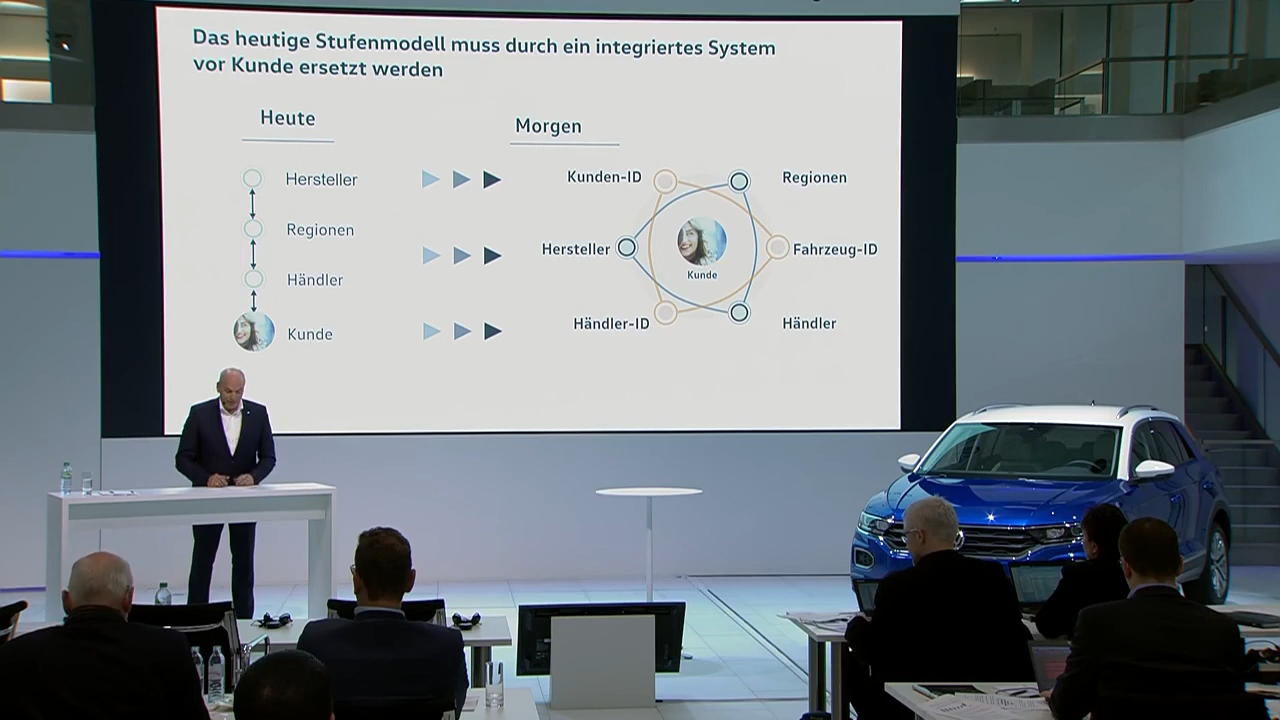 Das heutige Stufenmodell muss durch ein integriertes System
vor Kunde ersetzt werden
Heute
Hersteller
Regionen
Händler
Kunde
Morgen
Kunden-ID
Regionen
Hersteller
Fahrzeug-ID
Kunde
Händler-ID
Händler